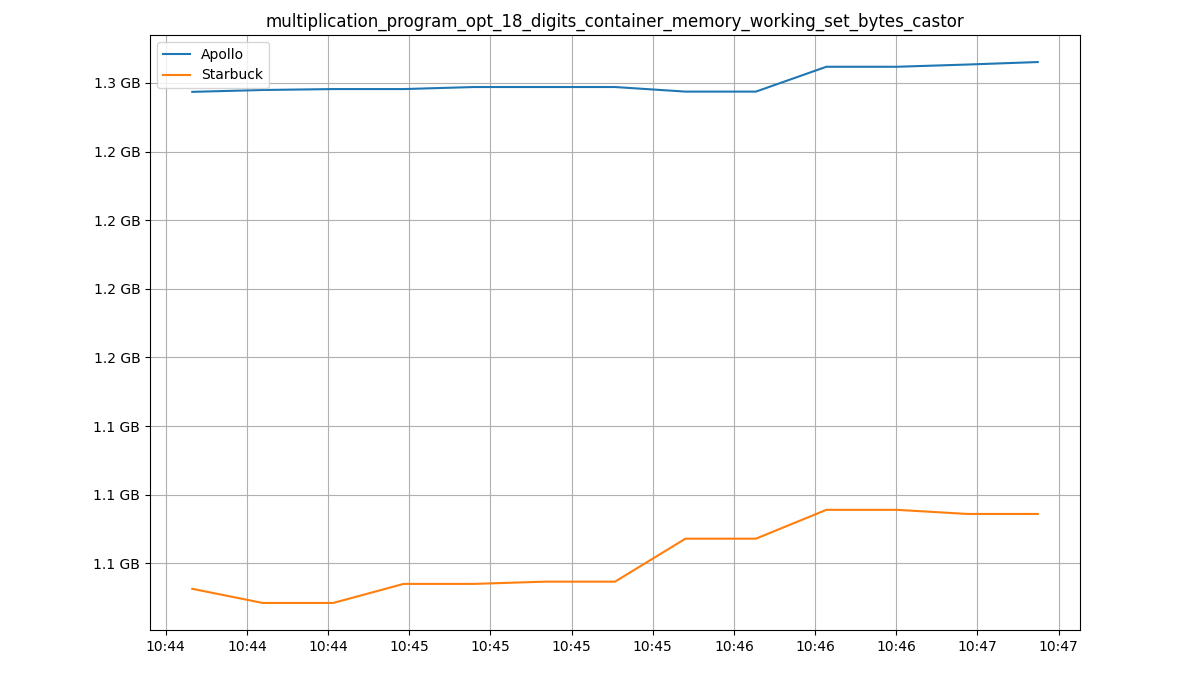 multiplication_program_opt_18_digits_container_memory_working_set_bytes_castor
Apollo
Starbuck
1.3 GB
1.2 GB
1.2 GB
1.2 GB
1.2 GB
1.1 GB
1.1 GB
1.1 GB
10:44 10:44 10:44 10:45 10:45 10:45 10:45 10:46 10:46 10:46 10:47 10:47